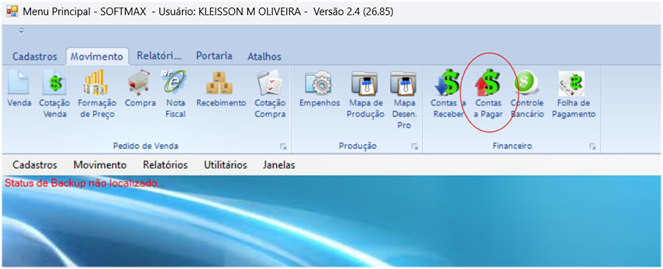 Menu Principal - SOFTMAX - Usuário: KLEISSON M OLIVEIRA - Versão 2.4 (26.85)
Cadastros Movimento Relatóri... Portaria Atalhos
Venda Cotação Formação Compra Nota Recebimento Cotação Empenhos Mapa de Mapa Contas a Contas Controle Folha de
Venda de Preço Fiscal Compra Produção Desen. Receber a Pagar Bancário Pagamento
Pro
Pedido de Venda Produção Financeiro
Cadastros Movimento Relatórios Utilitários Janelas
Status de Backup não localizado...